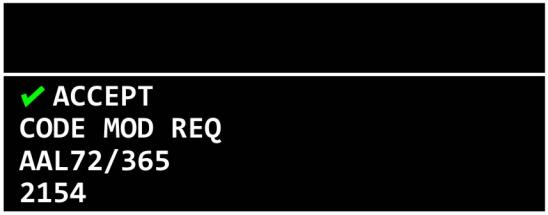 ✔ ACCEPT
CODE MOD REQ
AAL72/365
2154